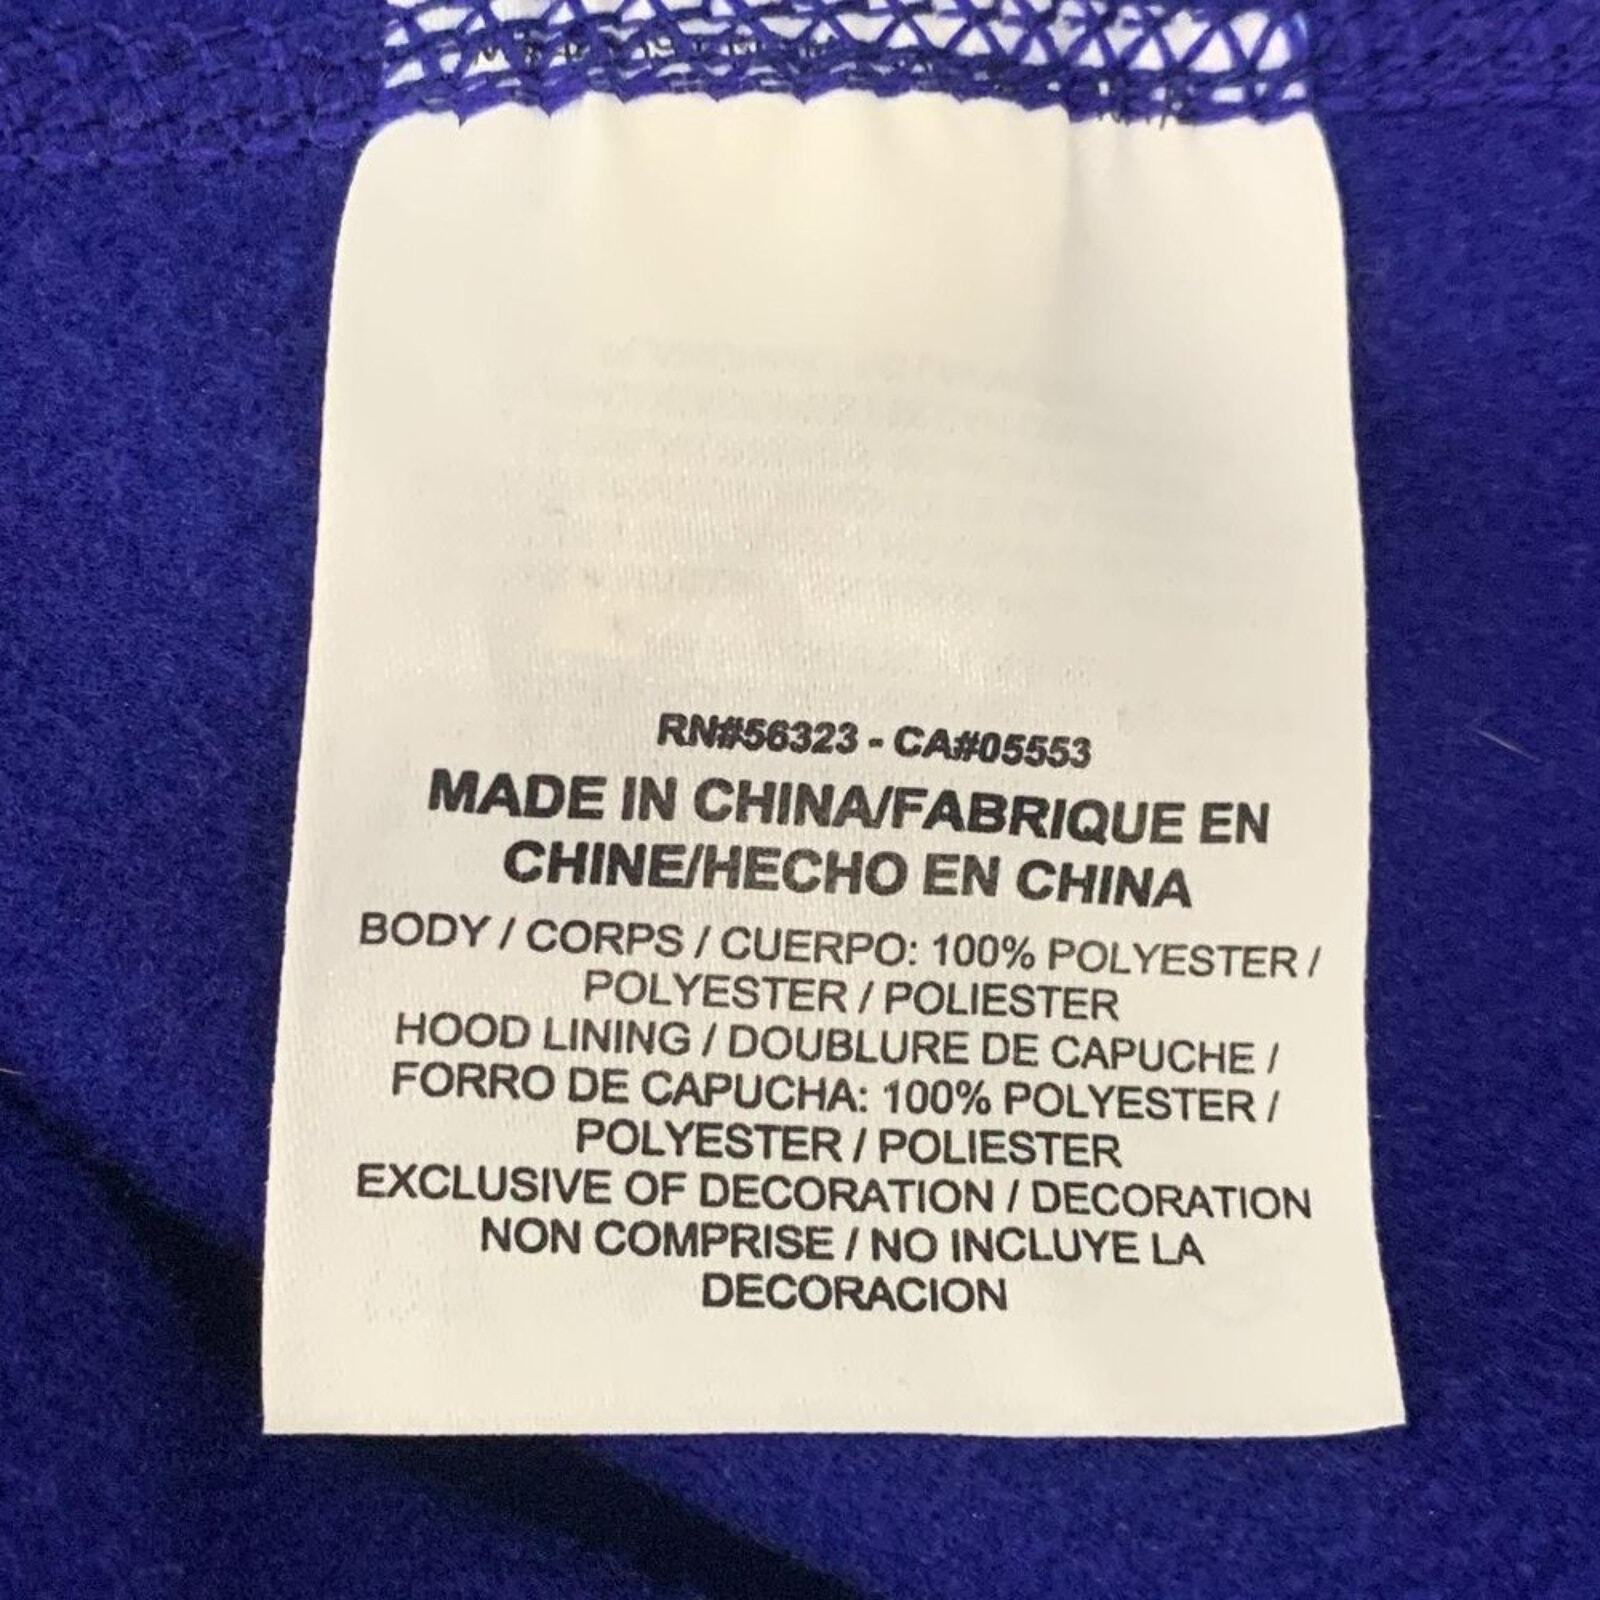 RN#56323 - CA#05553
MADE IN CHINA/FABRIQUE EN
CHINE/HECHO EN CHINA
BODY / CORPS / CUERPO: 100% POLYESTER /
POLYESTER / POLIESTER
HOOD LINING / DOUBLURE DE CAPUCHE /
FORRO DE CAPUCHA: 100% POLYESTER /
POLYESTER / POLIESTER
EXCLUSIVE OF DECORATION / DECORATION
NON COMPRISE / NO INCLUYE LA
DECORACION